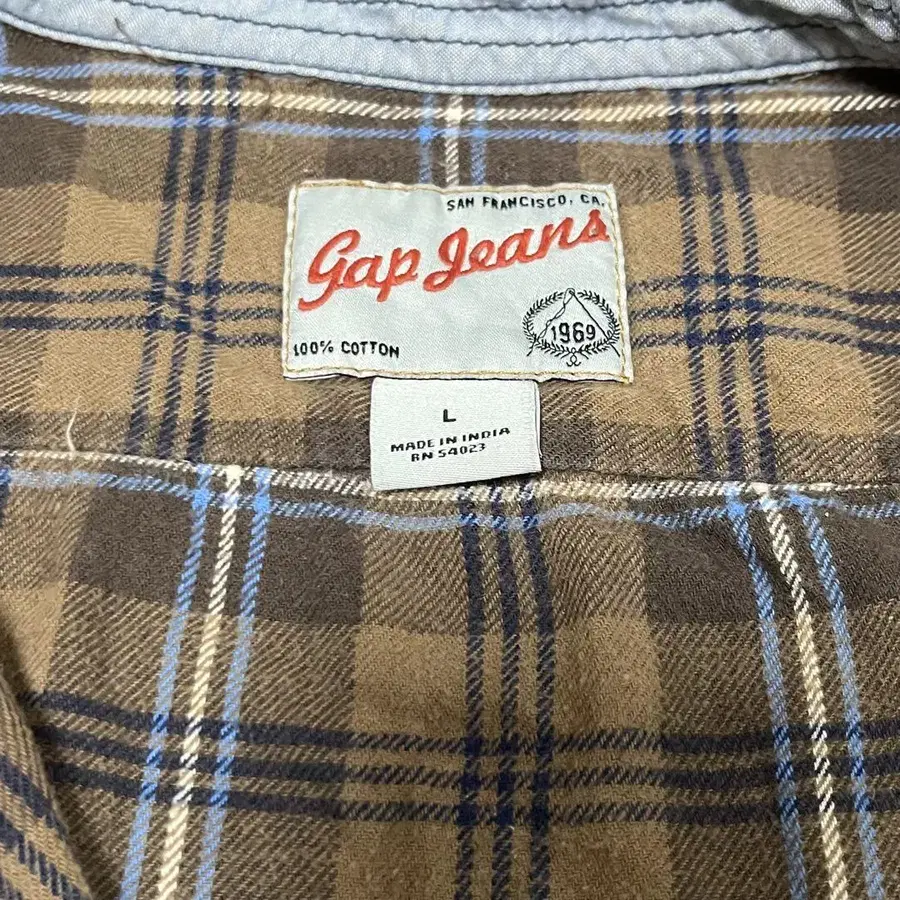 SAN FRANCISCO, CA.
Gap Jeans
1969
100% COTTON
L
MADE IN INDIA
RN 54023